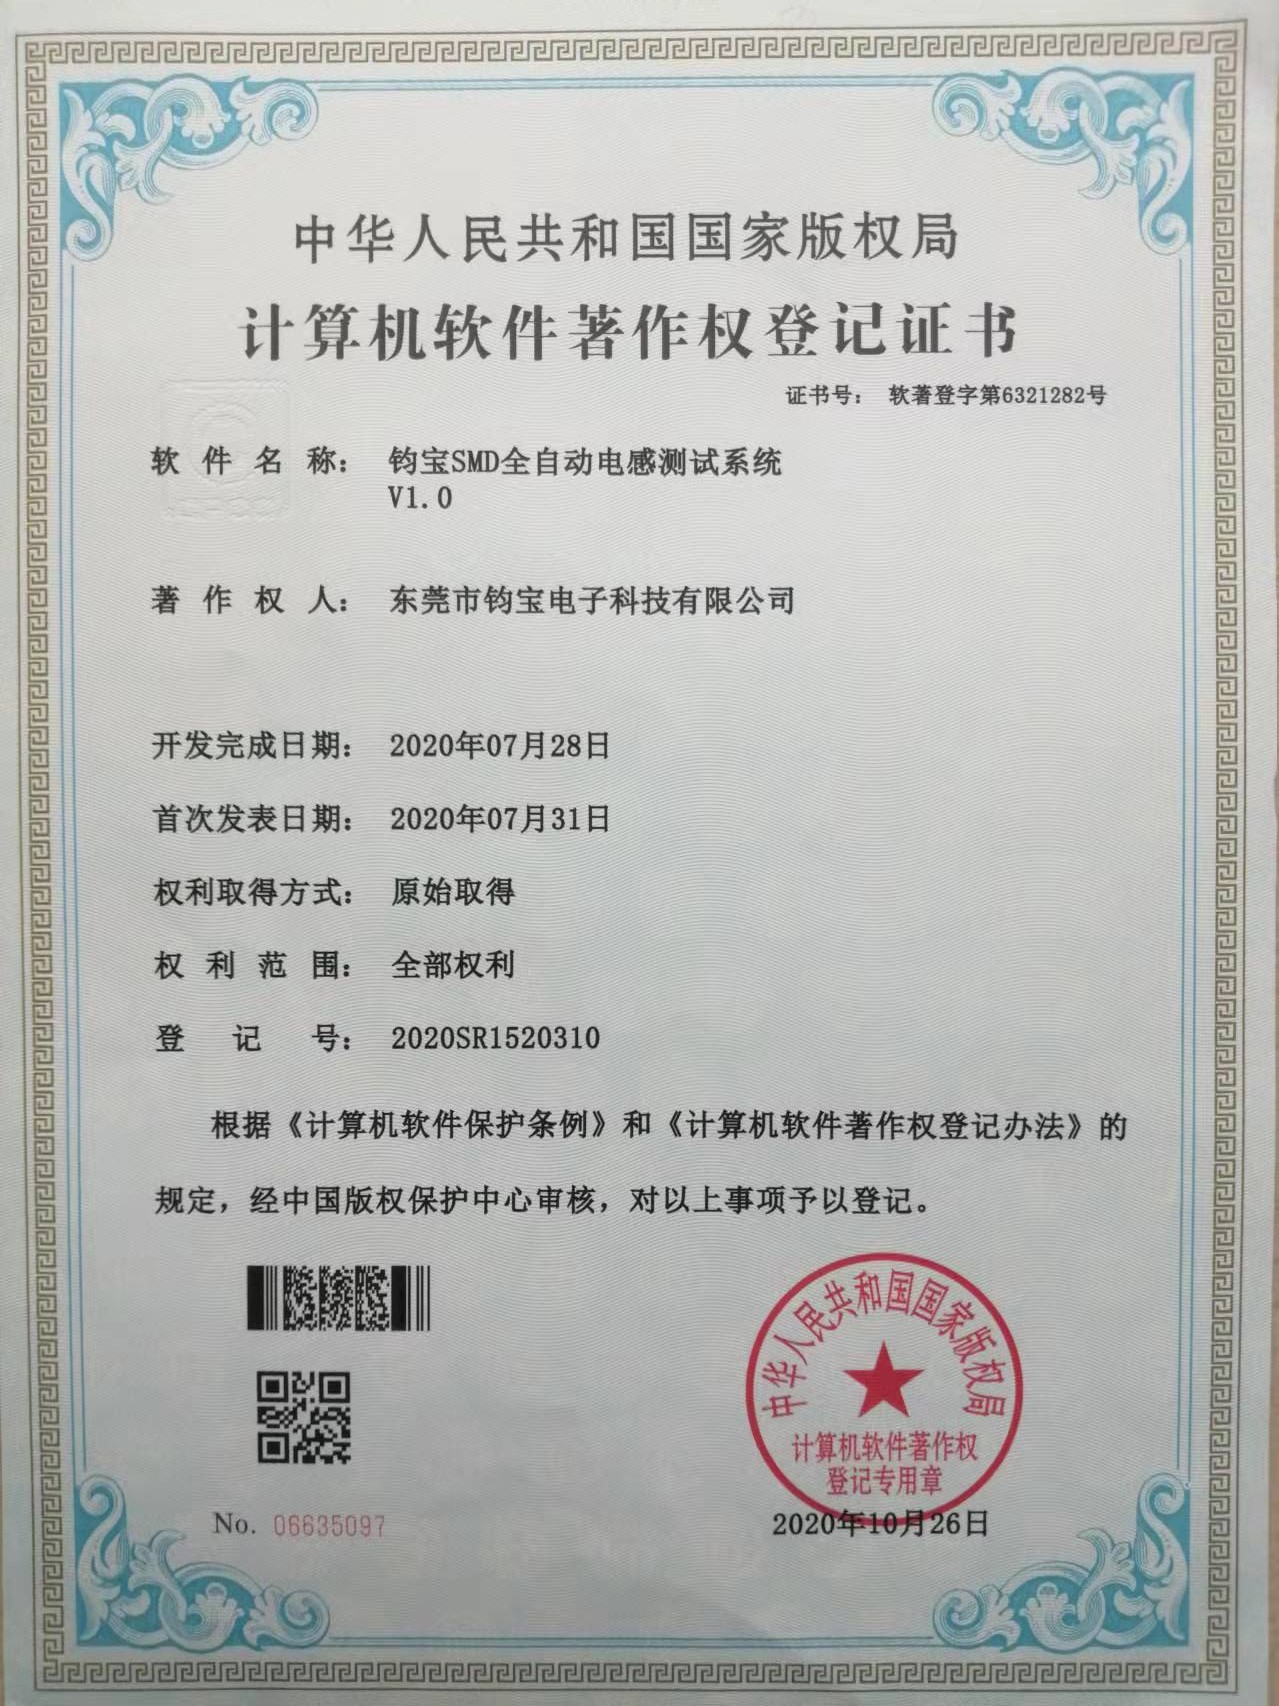 中华人民共和国国家版权局
计算机软件著作权登记证书
证书号： 软著登字第6321282号
软件名称： 钧宝SMD全自动电感测试系统
V1.0
著作权人： 东莞市钧宝电子科技有限公司
开发完成日期： 2020年07月28日
首次发表日期： 2020年07月31日
权利取得方式： 原始取得
权利范围： 全部权利
登记号： 2020SR1520310
根据《计算机软件保护条例》和《计算机软件著作权登记办法》的
规定，经中国版权保护中心审核，对以上事项予以登记。
中华人民共和国国家版权局
计算机软件著作权
登记专用章
No. 06635097
2020年10月26日